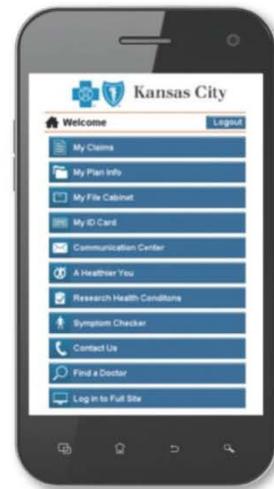 Kansas City
Welcome
Logout
My Claims
My Plan Info
My File Cabinet
My ID Card
Communication Center
A Healthier You
Research Health Conditons
Symptom Checker
Contact Us
Find a Doctor
Log in to Full Site